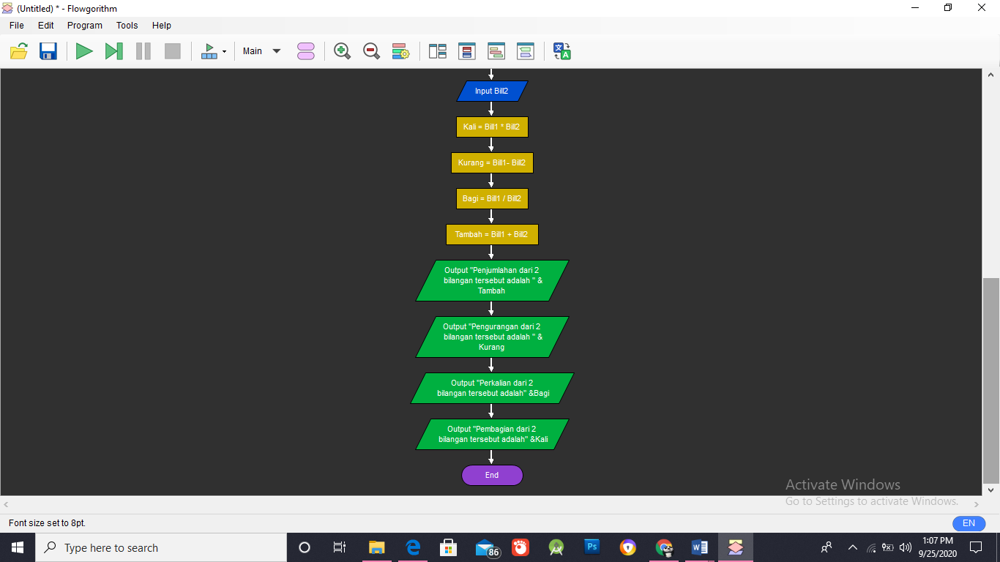 (Untitled) * - Flowgorithm
File Edit Program Tools Help
Main
Input Bill2
Kali = Bill1 * Bill2
Kurang = Bill1- Bill2
Bagi = Bill1 / Bill2
Tambah = Bill1 + Bill2
Output "Penjumlahan dari 2
bilangan tersebut adalah " &
Tambah
Output "Pengurangan dari 2
bilangan tersebut adalah " &
Kurang
Output "Perkalian dari 2
bilangan tersebut adalah" &Bagi
Output "Pembagian dari 2
bilangan tersebut adalah" &Kali
End
Activate Windows
Go to Settings to activate Windows.
Font size set to 8pt.
EN
Type here to search
86
Ps
1:07 PM
9/25/2020